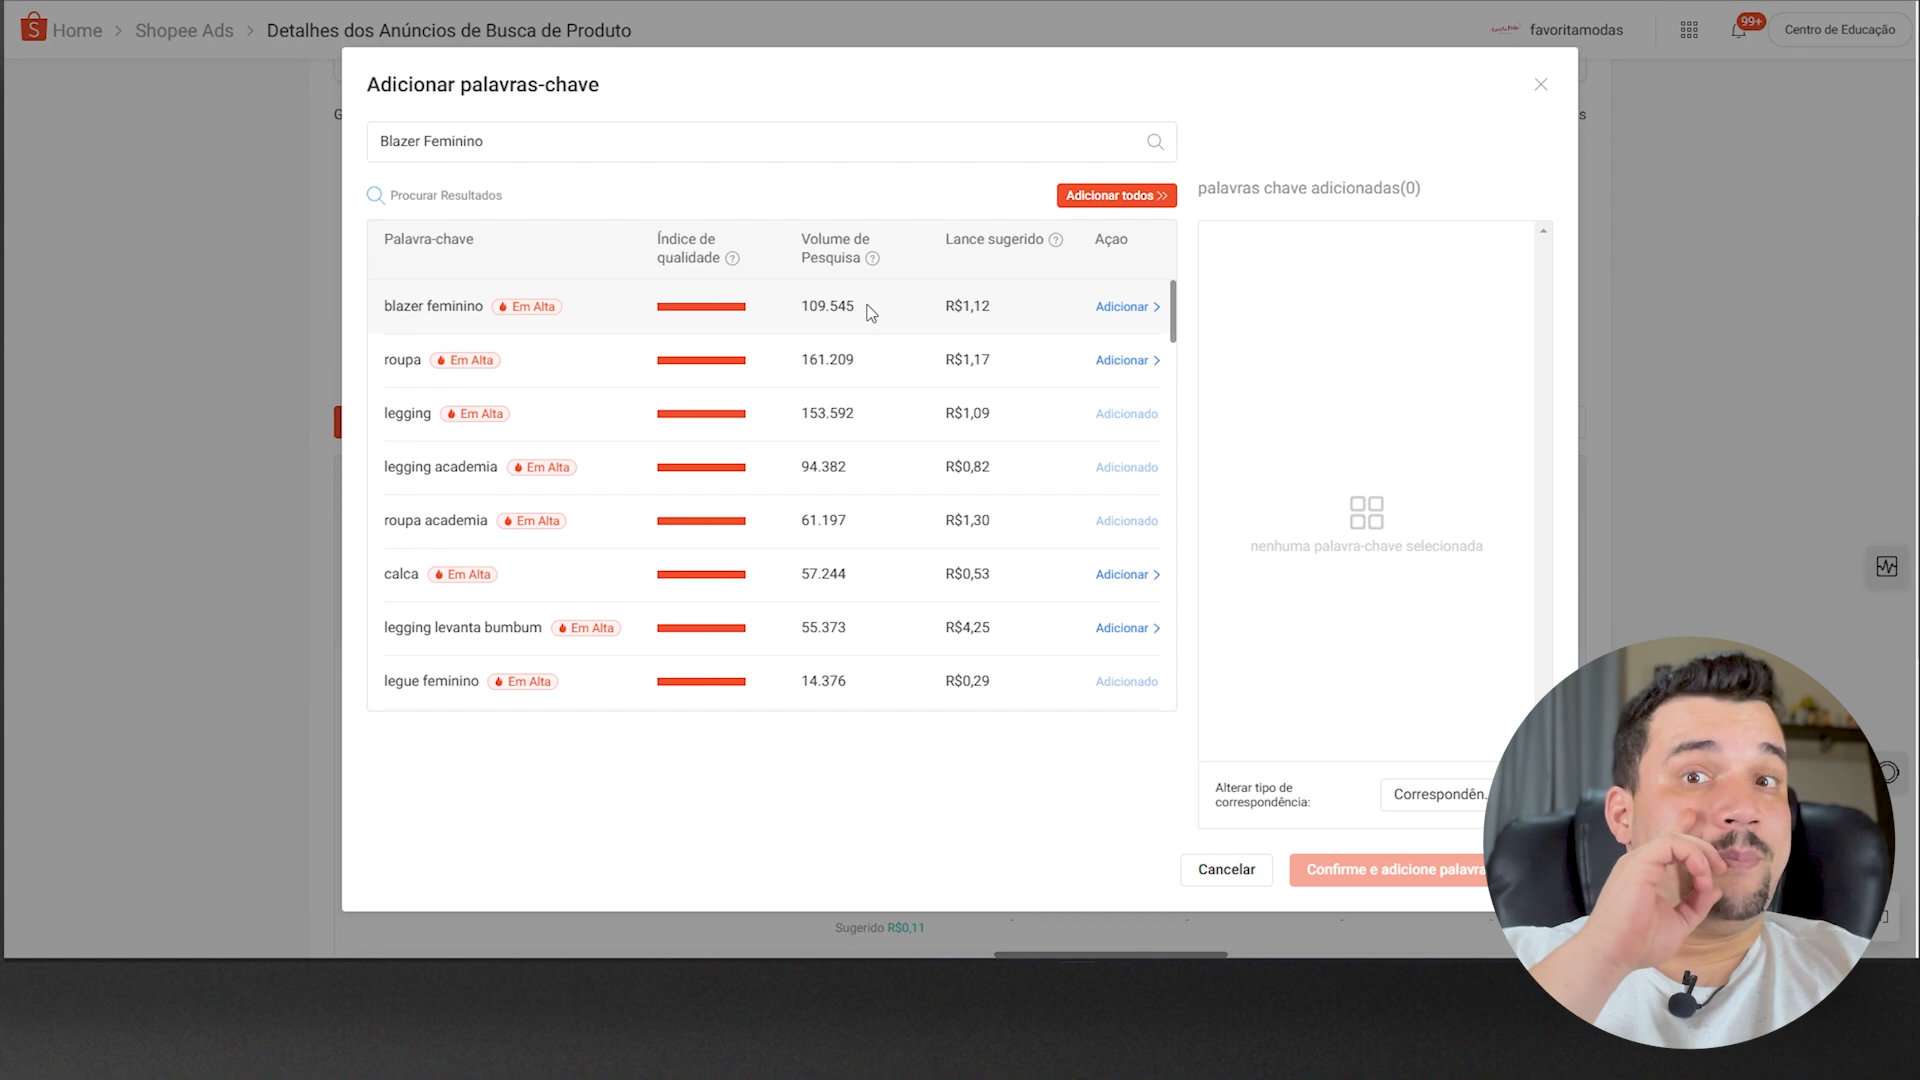 Home > Shopee Ads > Detalhes dos Anúncios de Busca de Produto
favoritamodas
99+
Centro de Educação
Adicionar palavras-chave
Blazer Feminino
Procurar Resultados
Adicionar todos
palavras chave adicionadas(0)
Palavra-chave
Índice de qualidade
Volume de Pesquisa
Lance sugerido
Açao
blazer feminino Em Alta 109.545 R$1,12 Adicionar >
roupa Em Alta 161.209 R$1,17 Adicionar >
legging Em Alta 153.592 R$1,09 Adicionado
legging academia Em Alta 94.382 R$0,82 Adicionado
roupa academia Em Alta 61.197 R$1,30 Adicionado
calca Em Alta 57.244 R$0,53 Adicionar >
legging levanta bumbum Em Alta 55.373 R$4,25 Adicionar >
legue feminino Em Alta 14.376 R$0,29 Adicionado
nenhuma palavra-chave selecionada
Alterar tipo de
correspondência:
Correspondên.
Cancelar
Confirme e adicione palavra
Sugerido R$0,11